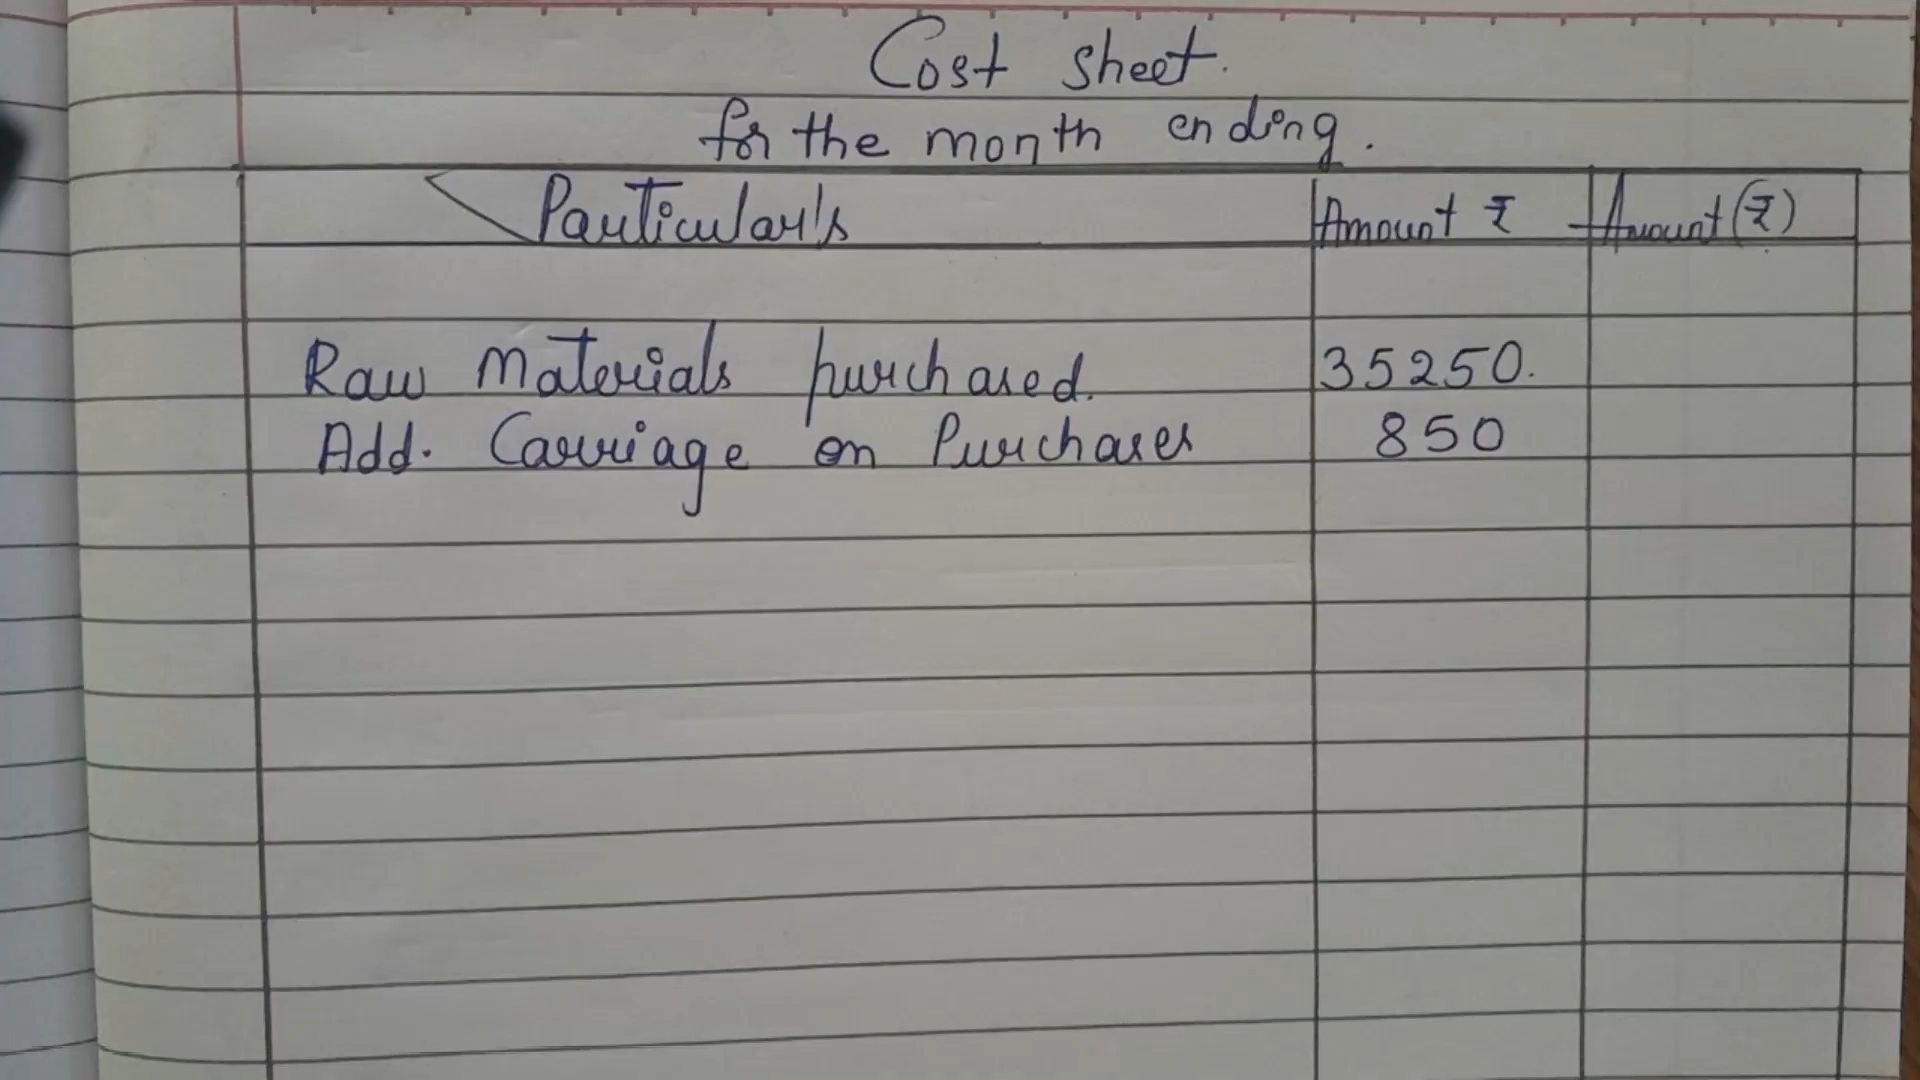 Cost sheet.
for the month ending.
Particulars Amount ₹ Amount (₹)
Raw Materials purchased. 35250.
Add. Carriage on Purchases 850